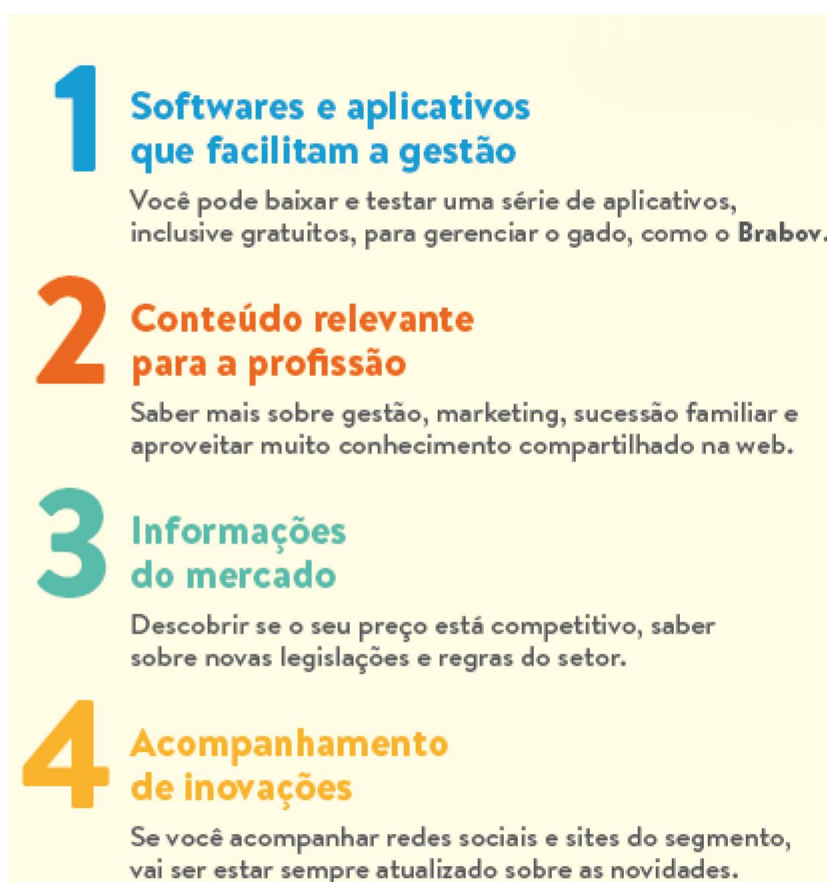 1
Softwares e aplicativos
que facilitam a gestão
Você pode baixar e testar uma série de aplicativos,
inclusive gratuitos, para gerenciar o gado, como o Brabov.
2
Conteúdo relevante
para a profissão
Saber mais sobre gestão, marketing, sucessão familiar e
aproveitar muito conhecimento compartilhado na web.
3
Informações
do mercado
Descobrir se o seu preço está competitivo, saber
sobre novas legislações e regras do setor.
4
Acompanhamento
de inovações
Se você acompanhar redes sociais e sites do segmento,
vai ser estar sempre atualizado sobre as novidades.